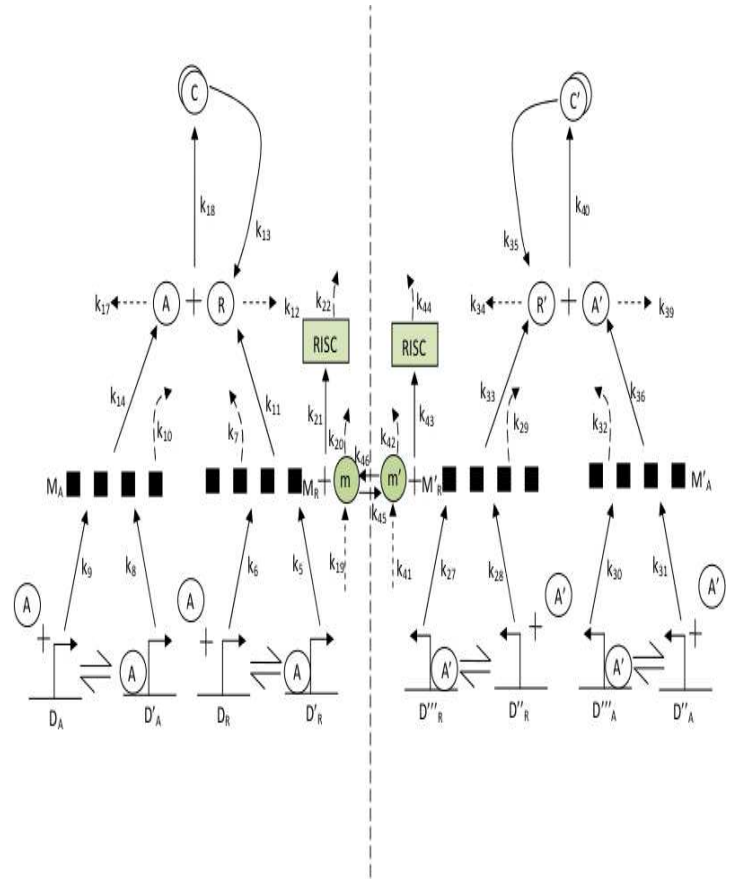 C C′
k18 k40
k13 k35
k17 A + R k12 k22 k44 k34 R′ + A′ k39
RISC RISC
k14 k11 k21 k43 k33 k36
k10 k7 k20 k42 k29 k32
k46
MA MR + m m′ + M′R M′A
k45
k9 k8 k6 k5 k19 k41 k27 k28 k30 k31
A A A′ A′
+ + + +
A A A′ A′
DA D′A DR D′R D′′′R D′′R D′′′A D′′A